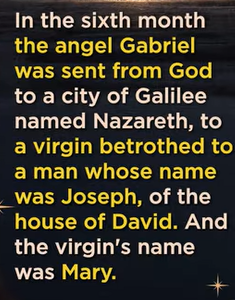 In the sixth month
the angel Gabriel
was sent from God
to a city of Galilee
named Nazareth, to
a virgin betrothed to
a man whose name
was Joseph, of the
house of David. And
the virgin's name
was Mary.